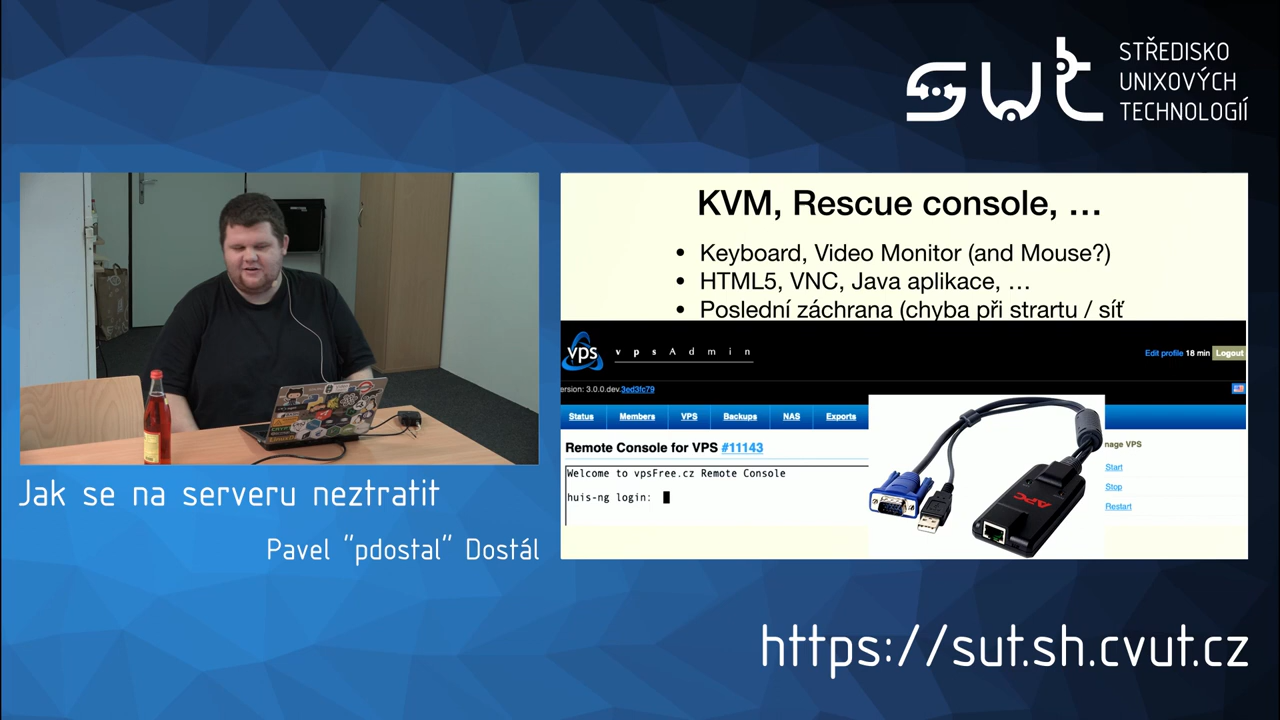 sut
STŘEDISKO
UNIXOVÝCH
TECHNOLOGIÍ
KVM, Rescue console, …
• Keyboard, Video Monitor (and Mouse?)
• HTML5, VNC, Java aplikace, …
• Poslední záchrana (chyba při strartu / síť
vps
vpsAdmin
Edit profile 18 min Logout
ersion: 3.0.0.dev.3ed3fc79
Status Members VPS Backups NAS Exports
Remote Console for VPS #11143
nage VPS
Welcome to vpsFree.cz Remote Console
huis-ng login:
Start
Stop
Restart
APC
Jak se na serveru neztratit
Pavel "pdostal" Dostál
https://sut.sh.cvut.cz